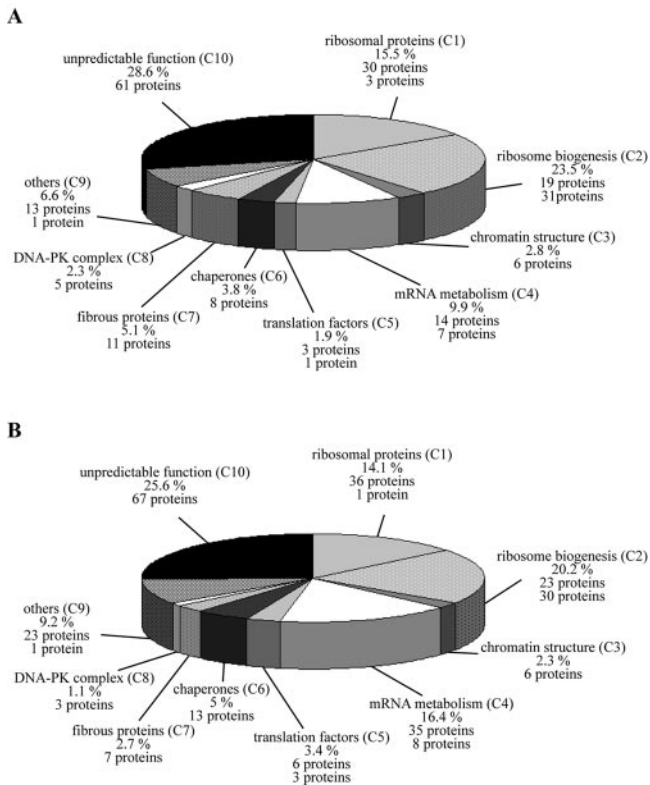 A
unpredictable function (C10)
28.6 %
61 proteins
ribosomal proteins (C1)
15.5 %
30 proteins
3 proteins
ribosome biogenesis (C2)
23.5 %
19 proteins
31proteins
chromatin structure (C3)
2.8 %
6 proteins
mRNA metabolism (C4)
9.9 %
14 proteins
7 proteins
translation factors (C5)
1.9 %
3 proteins
1 protein
chaperones (C6)
3.8 %
8 proteins
fibrous proteins (C7)
5.1 %
11 proteins
DNA-PK complex (C8)
2.3 %
5 proteins
others (C9)
6.6 %
13 proteins
1 protein
B
unpredictable function (C10)
25.6 %
67 proteins
ribosomal proteins (C1)
14.1 %
36 proteins
1 protein
ribosome biogenesis (C2)
20.2 %
23 proteins
30 proteins
chromatin structure (C3)
2.3 %
6 proteins
mRNA metabolism (C4)
16.4 %
35 proteins
8 proteins
translation factors (C5)
3.4 %
6 proteins
3 proteins
chaperones (C6)
5 %
13 proteins
fibrous proteins (C7)
2.7 %
7 proteins
DNA-PK complex (C8)
1.1 %
3 proteins
others (C9)
9.2 %
23 proteins
1 protein